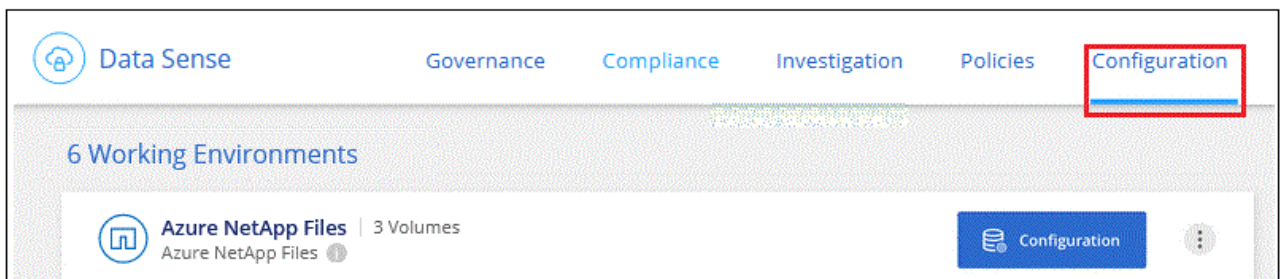 Data Sense Governance Compliance Investigation Policies Configuration
6 Working Environments
Azure NetApp Files | 3 Volumes
Azure NetApp Files
Configuration